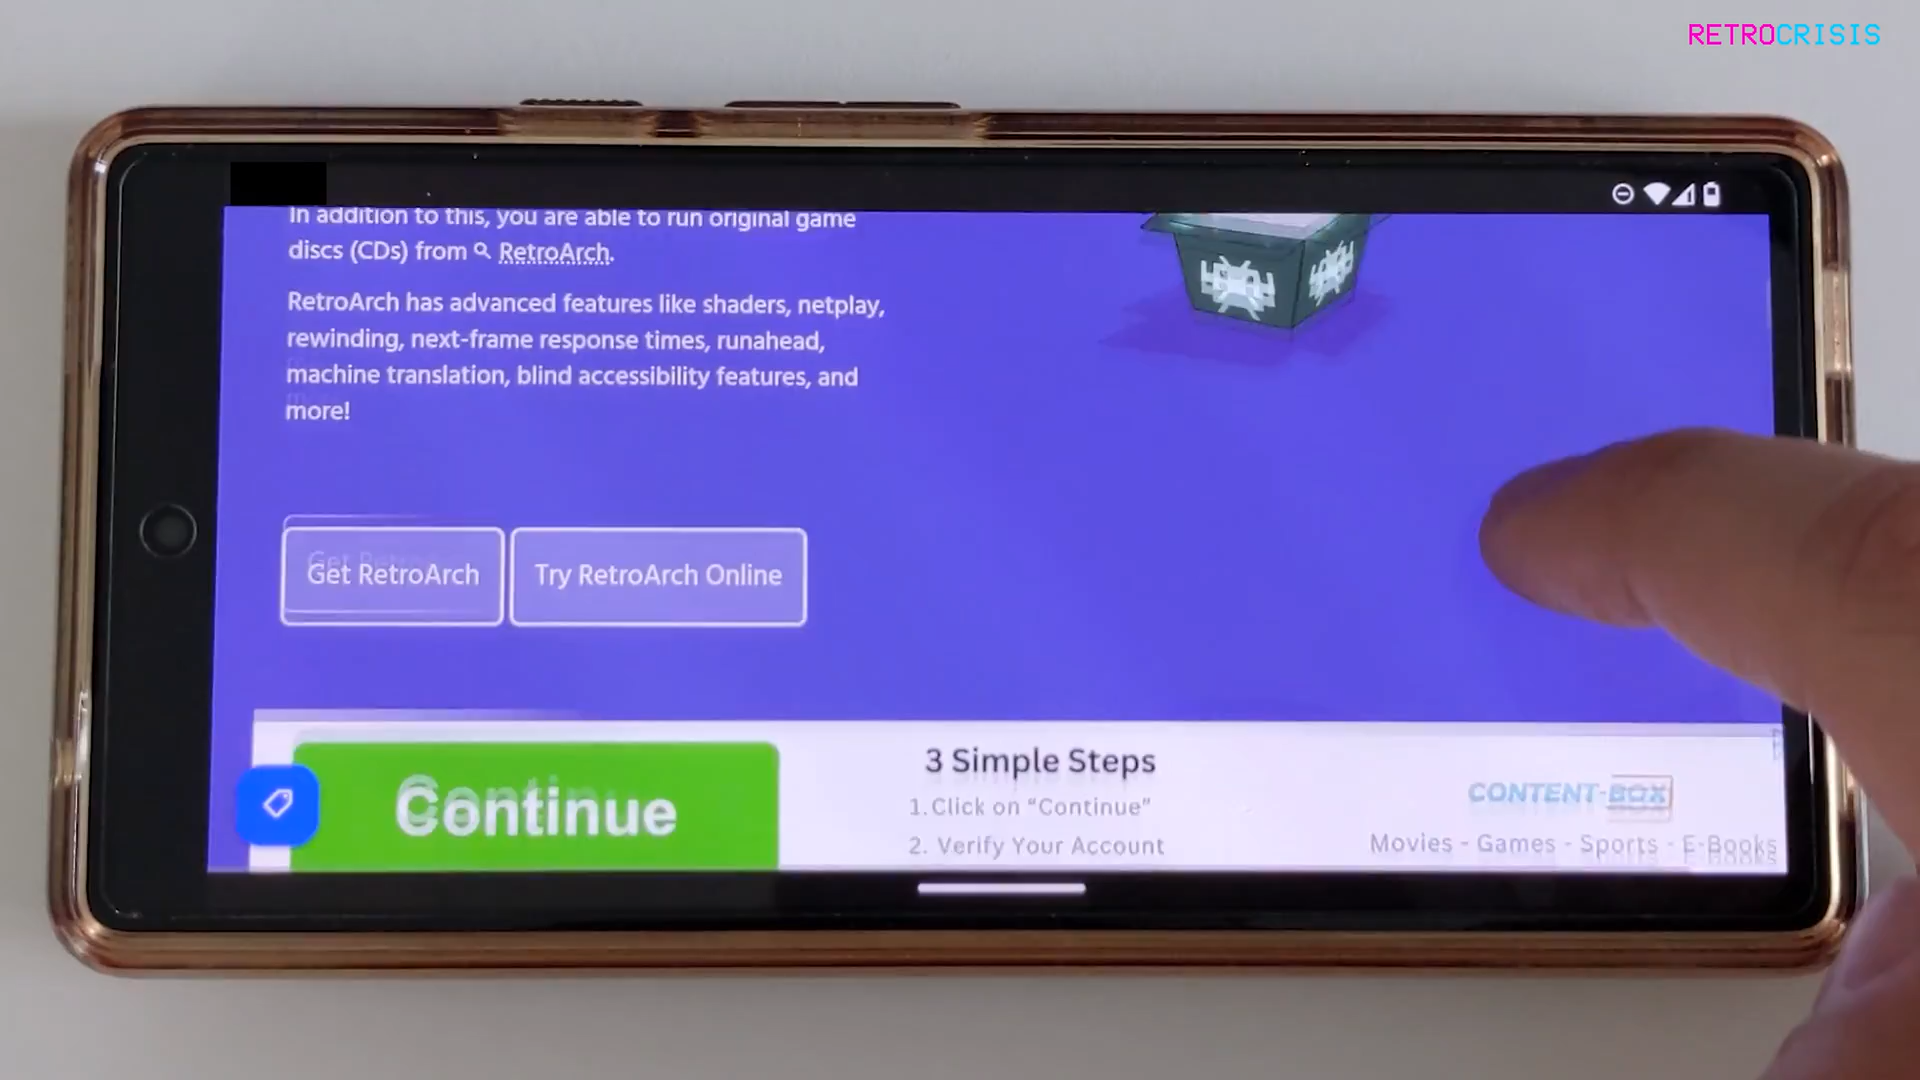 RETROCRISIS
In addition to this, you are able to run original game
discs (CDs) from RetroArch.
RetroArch has advanced features like shaders, netplay,
rewinding, next-frame response times, runahead,
machine translation, blind accessibility features, and
more!
Get RetroArch
Try RetroArch Online
Continue
3 Simple Steps
1. Click on “Continue”
2. Verify Your Account
CONTENT-BOX
Movies - Games - Sports - E-Books